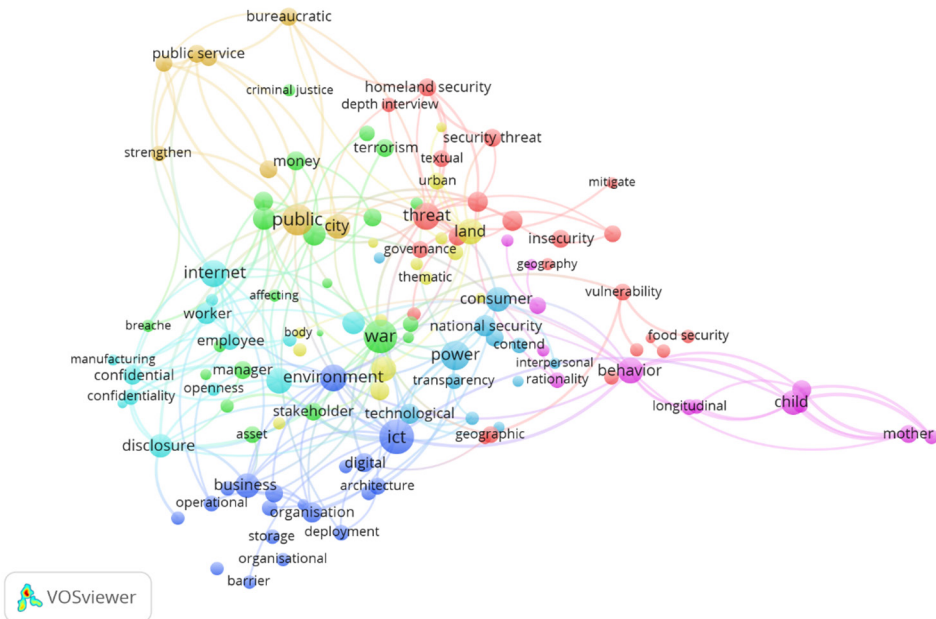 bureaucratic
public service
criminal justice
homeland security
depth interview
security threat
terrorism
textual
strengthen
money
urban
mitigate
public
city
threat
land
insecurity
governance
geography
thematic
internet
consumer
vulnerability
affecting
worker
breache
body
war
national security
food security
employee
contend
manufacturing
confidential
manager
environment
power
interpersonal
behavior
confidentiality
openness
transparency
rationality
stakeholder
technological
longitudinal
child
disclosure
asset
ict
geographic
mother
digital
business
architecture
operational
organisation
storage
deployment
organisational
barrier
VOSviewer